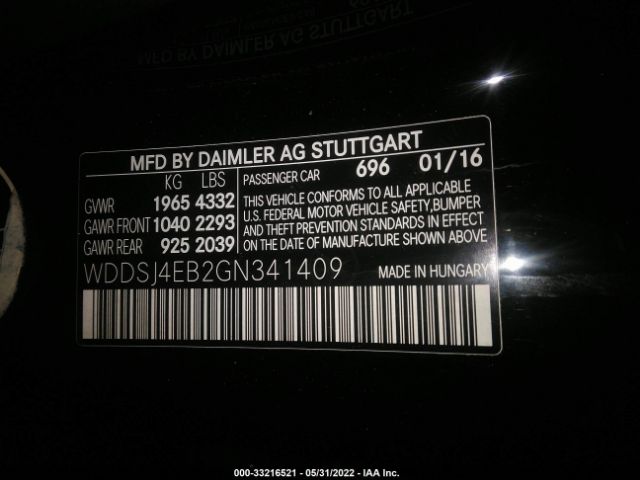 MFD BY DAIMLER AG STUTTGART
KG LBS
GVWR 1965 4332
GAWR FRONT 1040 2293
GAWR REAR 925 2039
PASSENGER CAR 696 01/16
THIS VEHICLE CONFORMS TO ALL APPLICABLE
U.S. FEDERAL MOTOR VEHICLE SAFETY, BUMPER
AND THEFT PREVENTION STANDARDS IN EFFECT
ON THE DATE OF MANUFACTURE SHOWN ABOVE.
WDDSJ4EB2GN341409 MADE IN HUNGARY
000-33216521 - 05/31/2022 - IAA Inc.